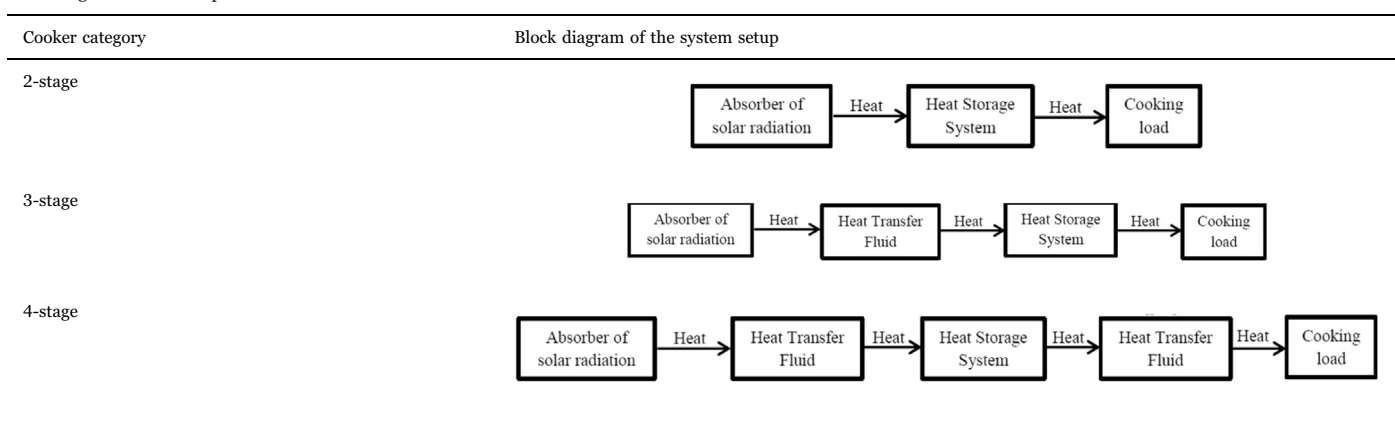 Cooker category Block diagram of the system setup
2-stage
Absorber of solar radiation Heat Heat Storage System Heat Cooking load
3-stage
Absorber of solar radiation Heat Heat Transfer Fluid Heat Heat Storage System Heat Cooking load
4-stage
Absorber of solar radiation Heat Heat Transfer Fluid Heat Heat Storage System Heat Heat Transfer Fluid Heat Cooking load